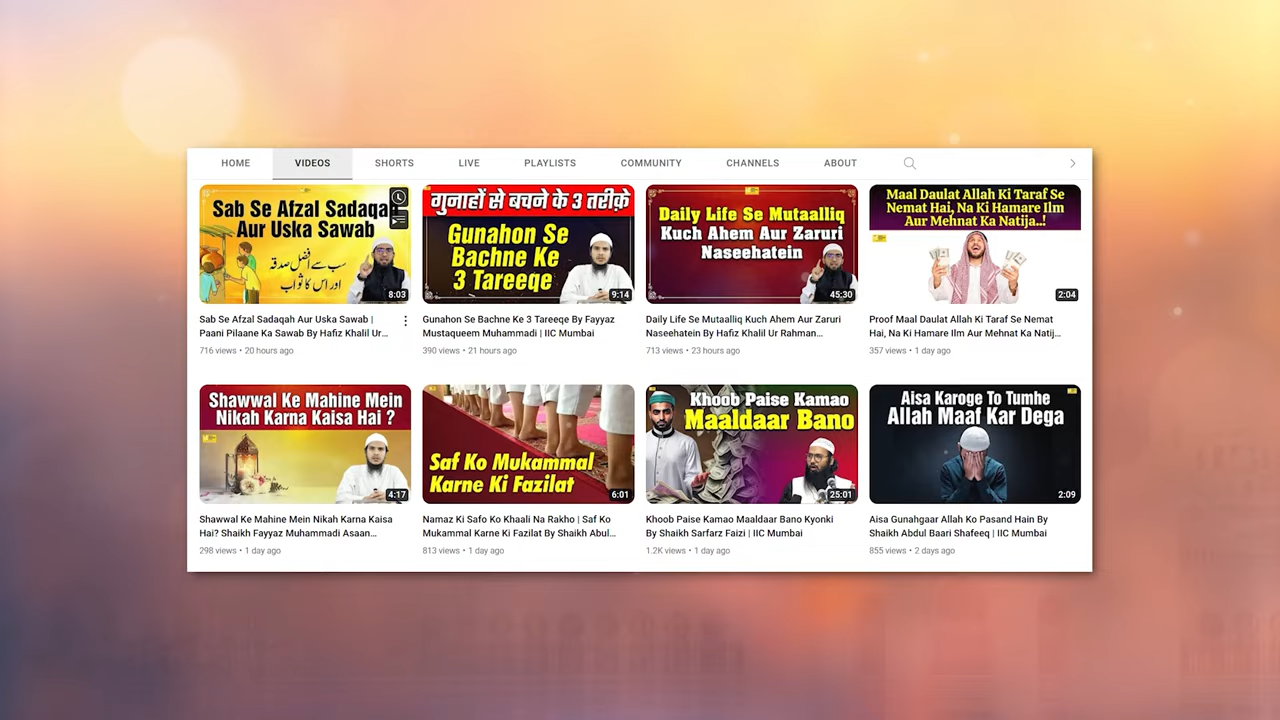 HOME VIDEOS SHORTS LIVE PLAYLISTS COMMUNITY CHANNELS ABOUT
Sab Se Afzal Sadaqa
Aur Uska Sawab
سب سے افضل صدقہ
اور اس کا ثواب
8:03
Sab Se Afzal Sadaqah Aur Uska Sawab |
Paani Pilaane Ka Sawab By Hafiz Khalil Ur...
716 views • 20 hours ago
गुनाहों से बचने के 3 तरीक़े
Gunahon Se
Bachne Ke
3 Tareeqe
9:14
Gunahon Se Bachne Ke 3 Tareeqe By Fayyaz
Mustaqueem Muhammadi | IIC Mumbai
390 views • 21 hours ago
Daily Life Se Mutaalliq
Kuch Ahem Aur Zaruri
Naseehatein
45:30
Daily Life Se Mutaalliq Kuch Ahem Aur Zaruri
Naseehatein By Hafiz Khalil Ur Rahman...
713 views • 23 hours ago
Maal Daulat Allah Ki Taraf Se
Nemat Hai, Na Ki Hamare Ilm
Aur Mehnat Ka Natija..!
2:04
Proof Maal Daulat Allah Ki Taraf Se Nemat
Hai, Na Ki Hamare Ilm Aur Mehnat Ka Natij...
357 views • 1 day ago
Shawwal Ke Mahine Mein
Nikah Karna Kaisa Hai ?
4:17
Shawwal Ke Mahine Mein Nikah Karna Kaisa
Hai? Shaikh Fayyaz Muhammadi Asaan...
298 views • 1 day ago
Saf Ko Mukammal
Karne Ki Fazilat
6:01
Namaz Ki Safo Ko Khaali Na Rakho | Saf Ko
Mukammal Karne Ki Fazilat By Shaikh Abul...
813 views • 1 day ago
Khoob Paise Kamao
Maaldaar Bano
25:01
Khoob Paise Kamao Maaldaar Bano Kyonki
By Shaikh Sarfarz Faizi | IIC Mumbai
1.2K views • 1 day ago
Aisa Karoge To Tumhe
Allah Maaf Kar Dega
2:09
Aisa Gunahgaar Allah Ko Pasand Hain By
Shaikh Abdul Baari Shafeeq | IIC Mumbai
855 views • 2 days ago